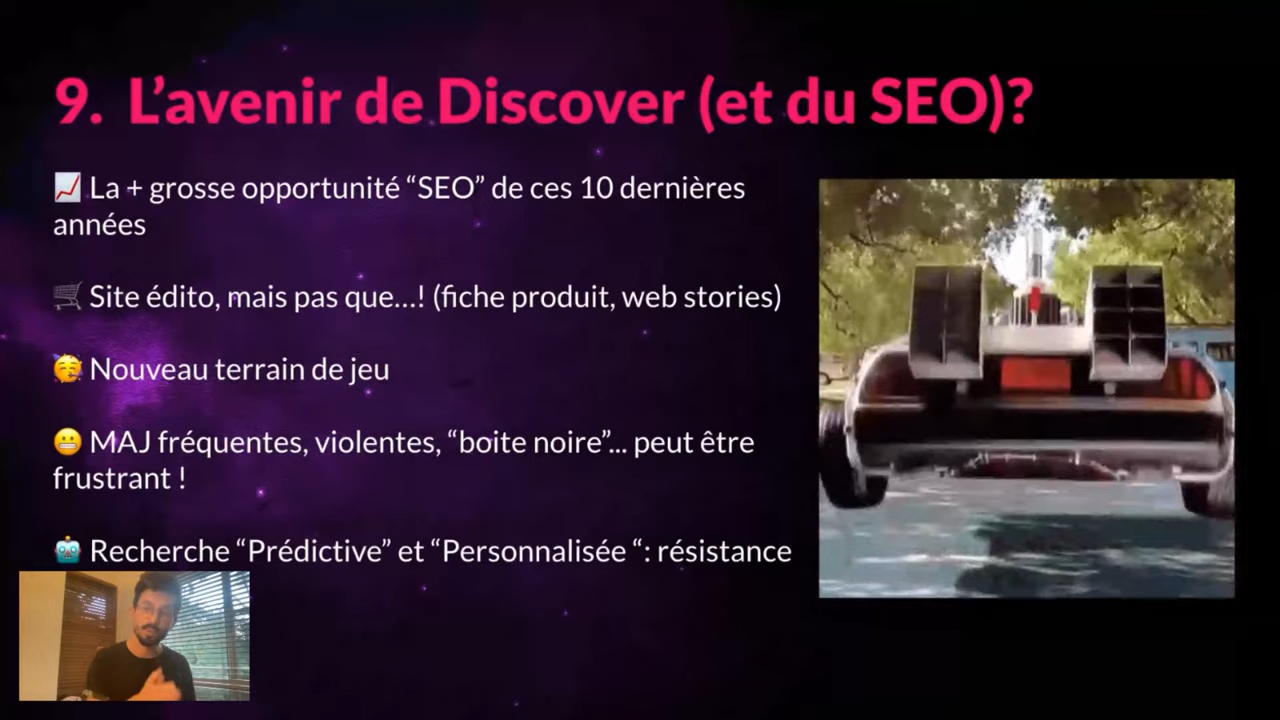 9. L’avenir de Discover (et du SEO)?
📈 La + grosse opportunité “SEO” de ces 10 dernières
années
🛒 Site édito, mais pas que…! (fiche produit, web stories)
🥳 Nouveau terrain de jeu
😬 MAJ fréquentes, violentes, “boite noire”... peut être
frustrant !
🤖 Recherche “Prédictive” et “Personnalisée “: résistance